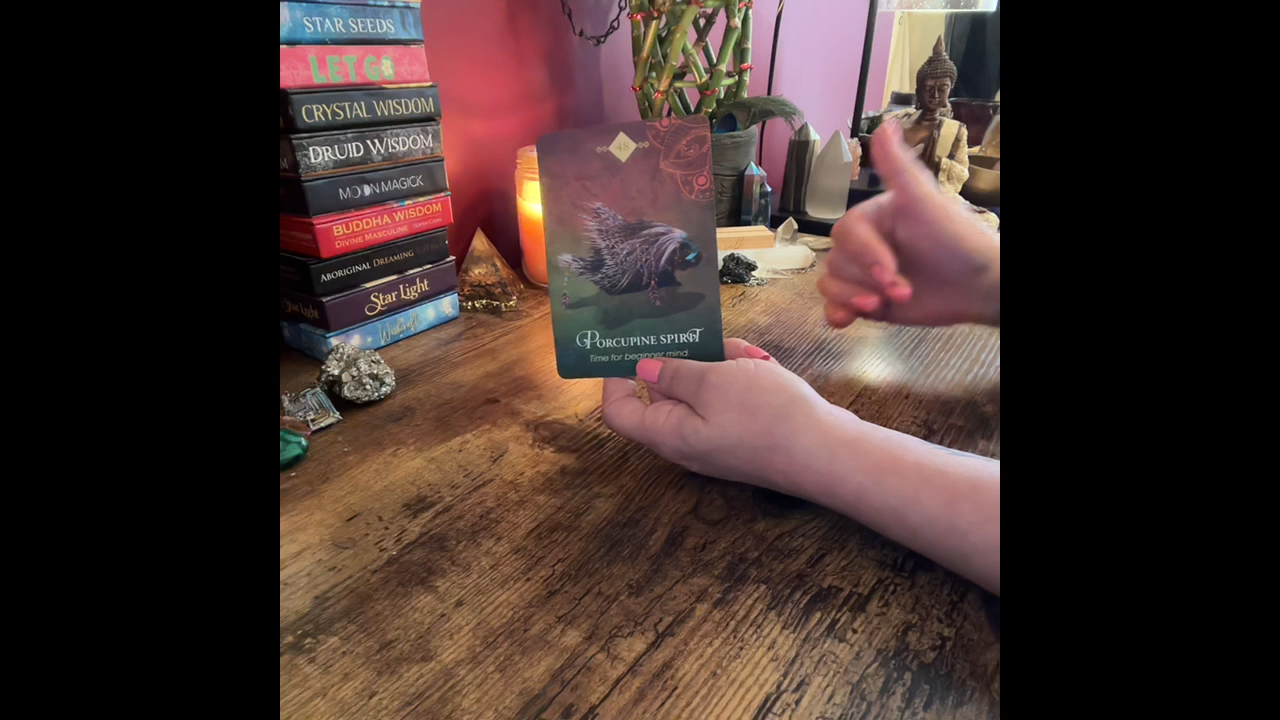 STAR SEEDS
LET GO
CRYSTAL WISDOM
DRUID WISDOM
MOON MAGICK
BUDDHA WISDOM
DIVINE MASCULINE
ABORIGINAL DREAMING
Star Light
48
PORCUPINE SPIRIT
Time for beginner mind.